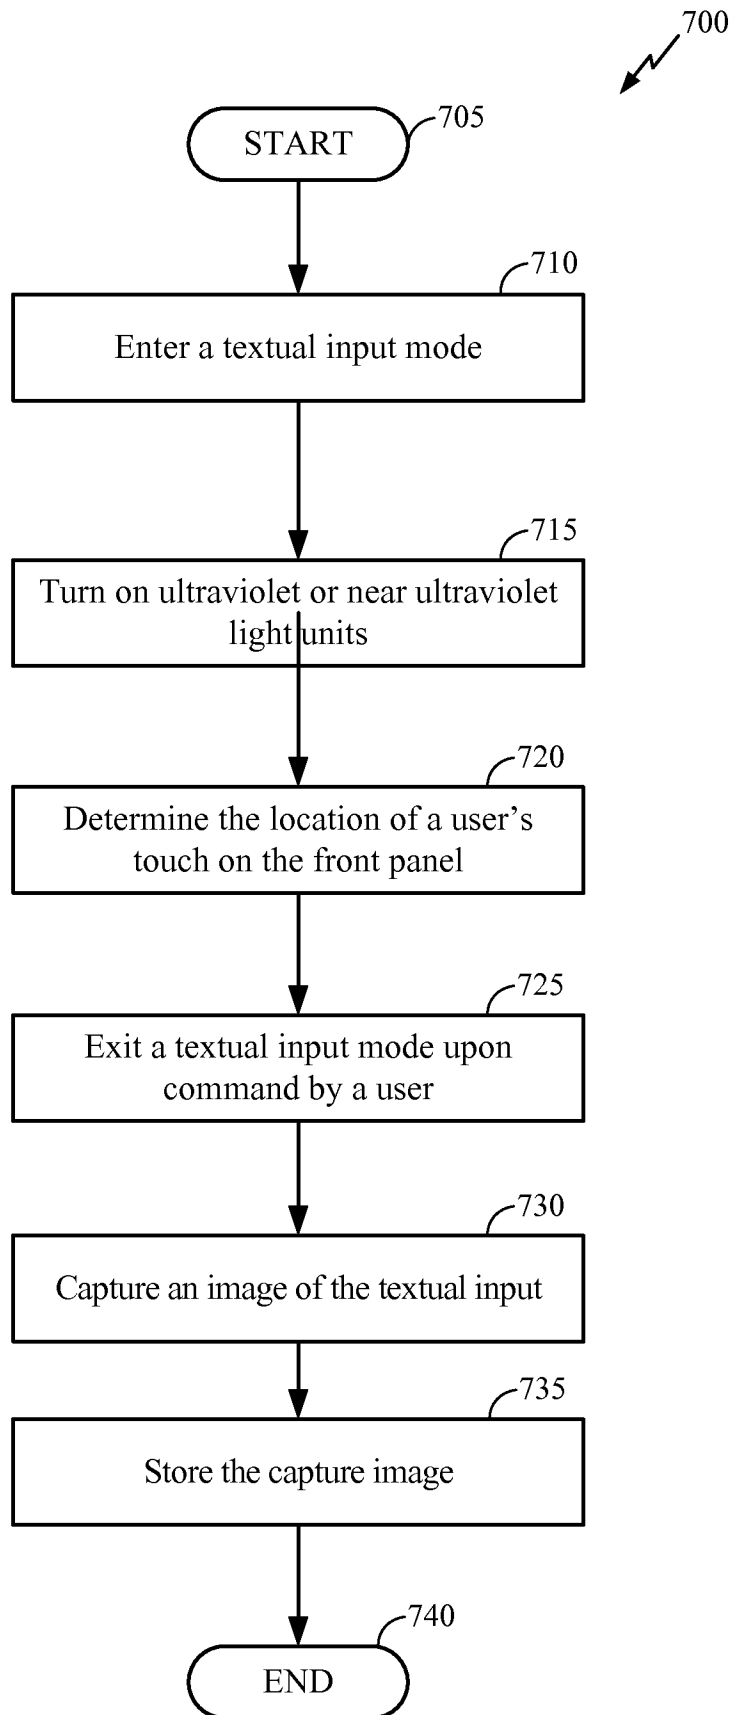 700
START
705
710
Enter a textual input mode
715
Turn on ultraviolet or near ultraviolet
light units
720
Determine the location of a user’s
touch on the front panel
725
Exit a textual input mode upon
command by a user
730
Capture an image of the textual input
735
Store the capture image
740
END